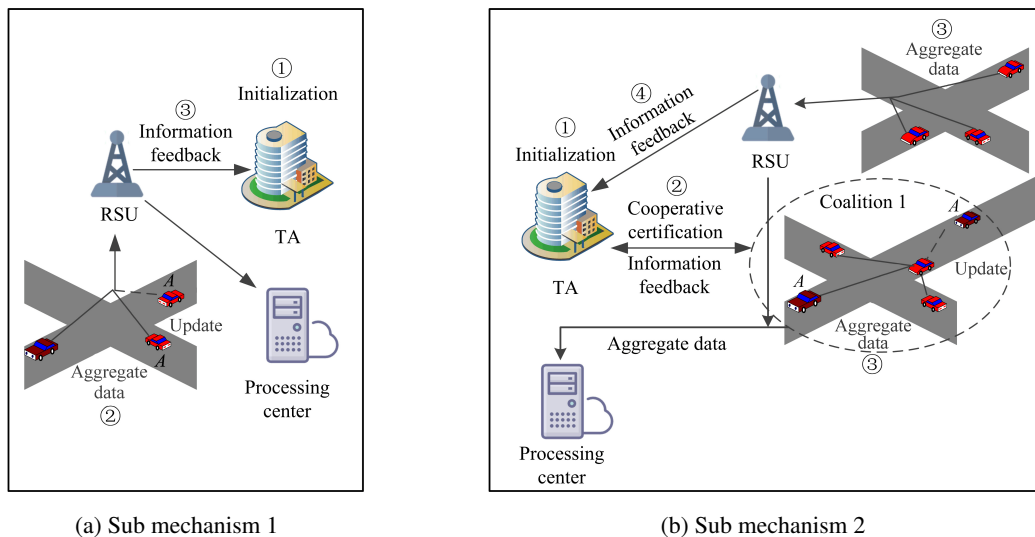 ①
Initialization
③
Information
feedback
RSU
TA
A
Update
A
Aggregate
data
②
Processing
center
(a) Sub mechanism 1
③
Aggregate
data
④
Information
feedback
①
Initialization
RSU
②
Cooperative
certification
Information
feedback
TA
Coalition 1
A
Update
A
Aggregate
data
③
Aggregate data
Processing
center
(b) Sub mechanism 2